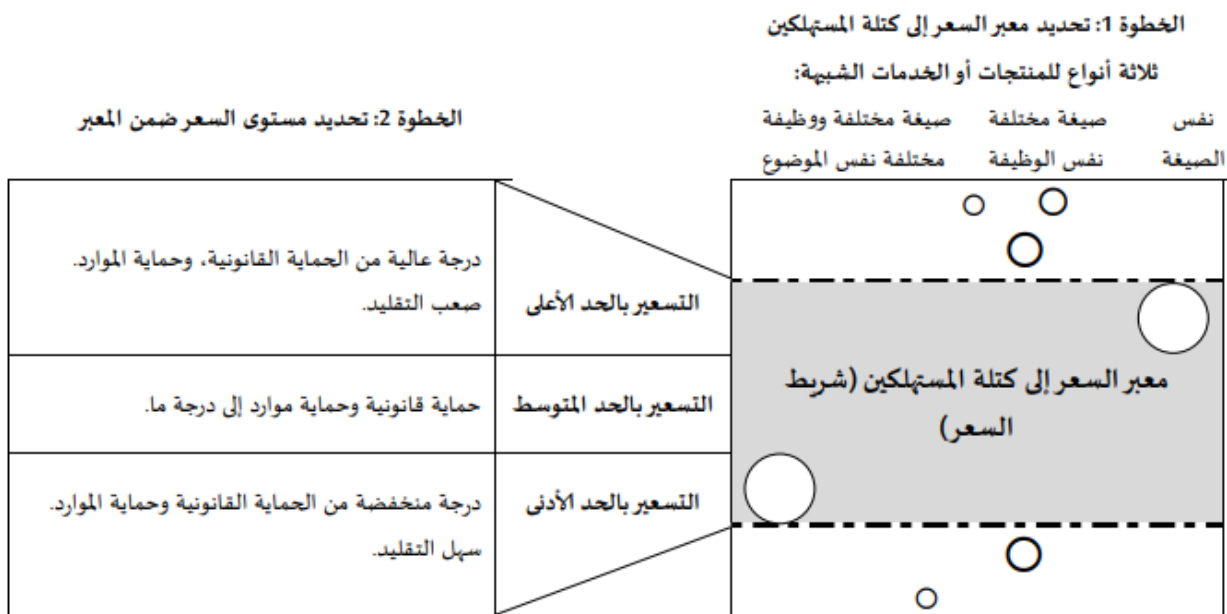 الخطوة 1: تحديد معبر السعر إلى كتلة المستهلكين
ثلاثة أنواع للمنتجات أو الخدمات الشبيهة:
نفس الصيغة
صيغة مختلفة نفس الوظيفة
صيغة مختلفة ووظيفة مختلفة نفس الموضوع
الخطوة 2: تحديد مستوى السعر ضمن المعبر
معبر السعر إلى كتلة المستهلكين (شريط
السعر)
التسعير بالحد الأعلى
درجة عالية من الحماية القانونية، وحماية الموارد.
صعب التقليد.
التسعير بالحد المتوسط
حماية قانونية وحماية موارد إلى درجة ما.
التسعير بالحد الأدنى
درجة منخفضة من الحماية القانونية وحماية الموارد.
سهل التقليد.